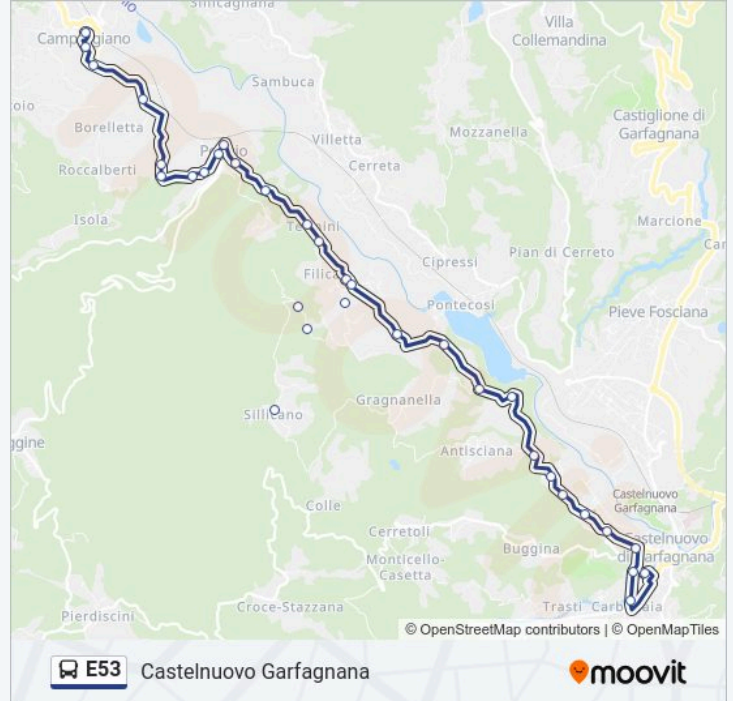 Sinicagnana
Villa
Collemandina
Sambuca
Castiglione di
Garfagnana
Borelletta
Villetta
Mozzanella
Roccalberti
Cerreta
Isola
Marcione
Cipressi
Pian di Cerreto
Pontecosi
Pieve Fosciana
Gragnanella
Sillicano
Antisciana
Castelnuovo
Garfagnana
Colle
Cerretoli
Buggina
Monticello-
Casetta
Pierdiscini
Croce-Stazzana
Trasti
© OpenStreetMap contributors | © OpenMapTiles
E53
Castelnuovo Garfagnana
moovit